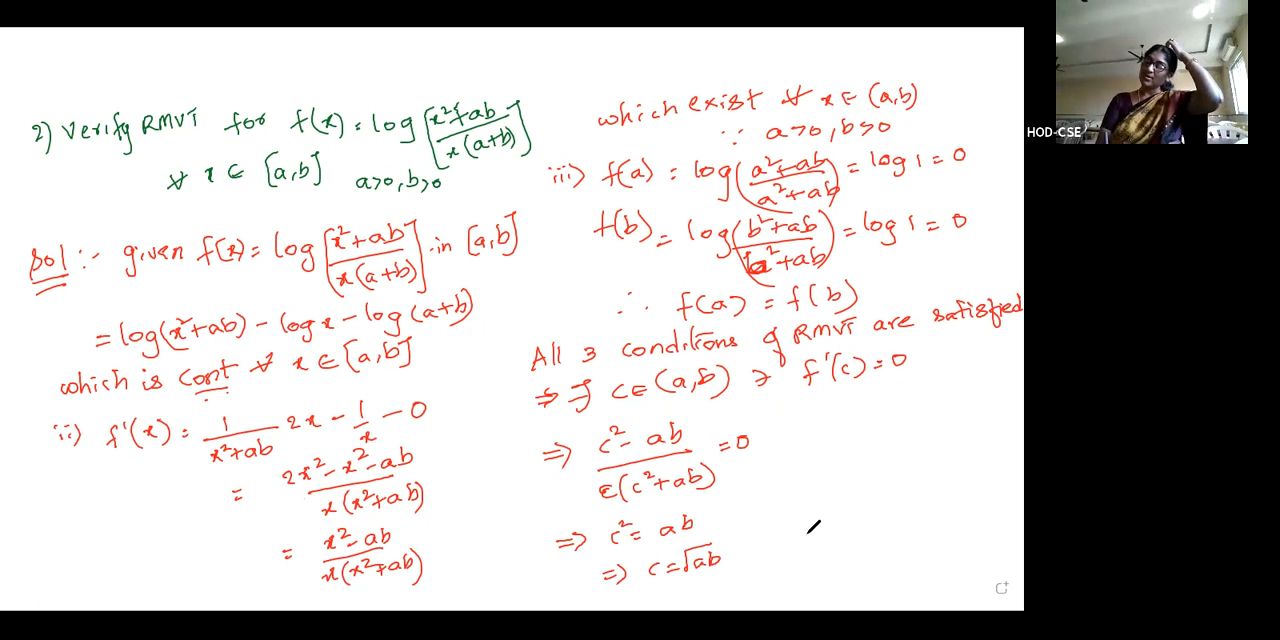 2) Verify RMVT for f(x) = log [x²+ab / x(a+b)]
∀ x ∈ [a,b] a>0, b>0
Sol :- given f(x) = log [x²+ab / x(a+b)] in [a,b]
= log(x²+ab) - log x - log(a+b)
which is cont ∀ x ∈ [a,b]
ii) f'(x) = 1/(x²+ab) 2x - 1/x - 0
= 2x²-x²-ab / x(x²+ab)
= x²-ab / x(x²+ab)
which exist ∀ x ∈ (a,b)
∵ a>0, b>0
iii) f(a) = log(a²+ab / a²+ab) = log 1 = 0
f(b) = log(b²+ab / b²+ab) = log 1 = 0
∴ f(a) = f(b)
All 3 conditions of RMVT are satisfied
⇒ ∃ c ∈ (a,b) ∋ f'(c) = 0
⇒ c²-ab / c(c²+ab) = 0
⇒ c² = ab
⇒ c = √ab
HOD-CSE